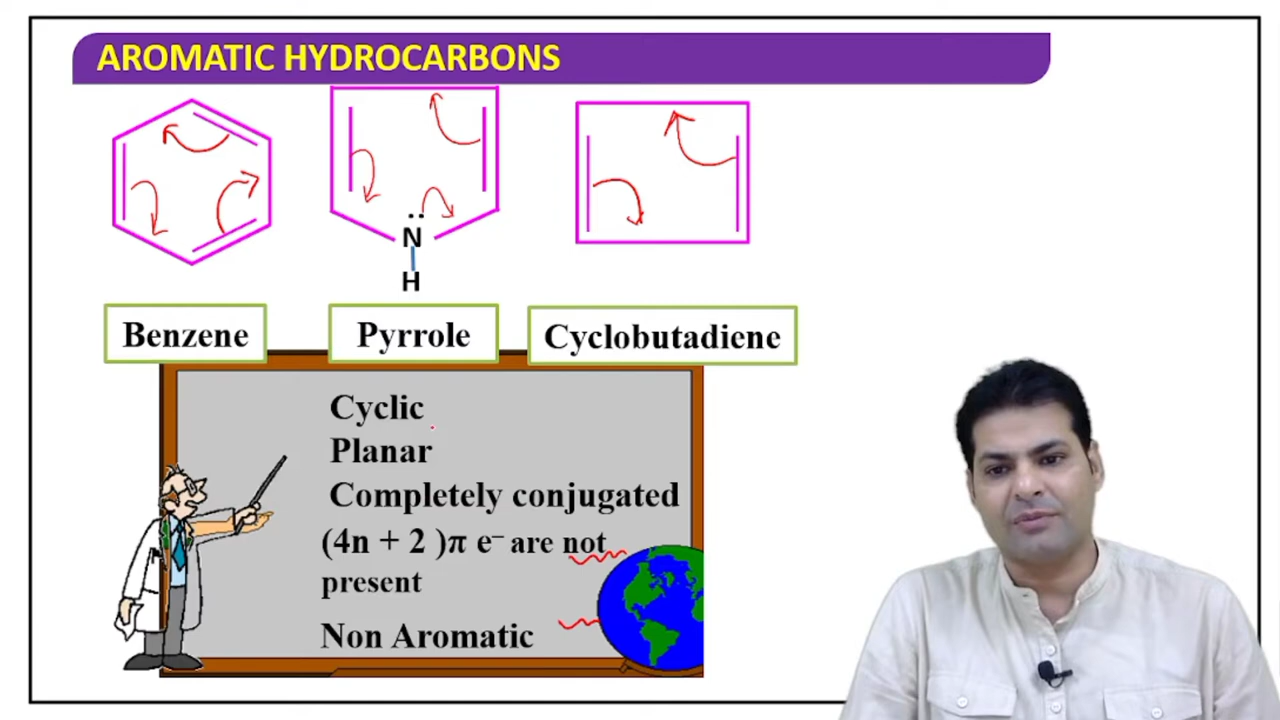 AROMATIC HYDROCARBONS
N
H
Benzene
Pyrrole
Cyclobutadiene
Cyclic
Planar
Completely conjugated
(4n + 2 )π e⁻ are not
present
Non Aromatic